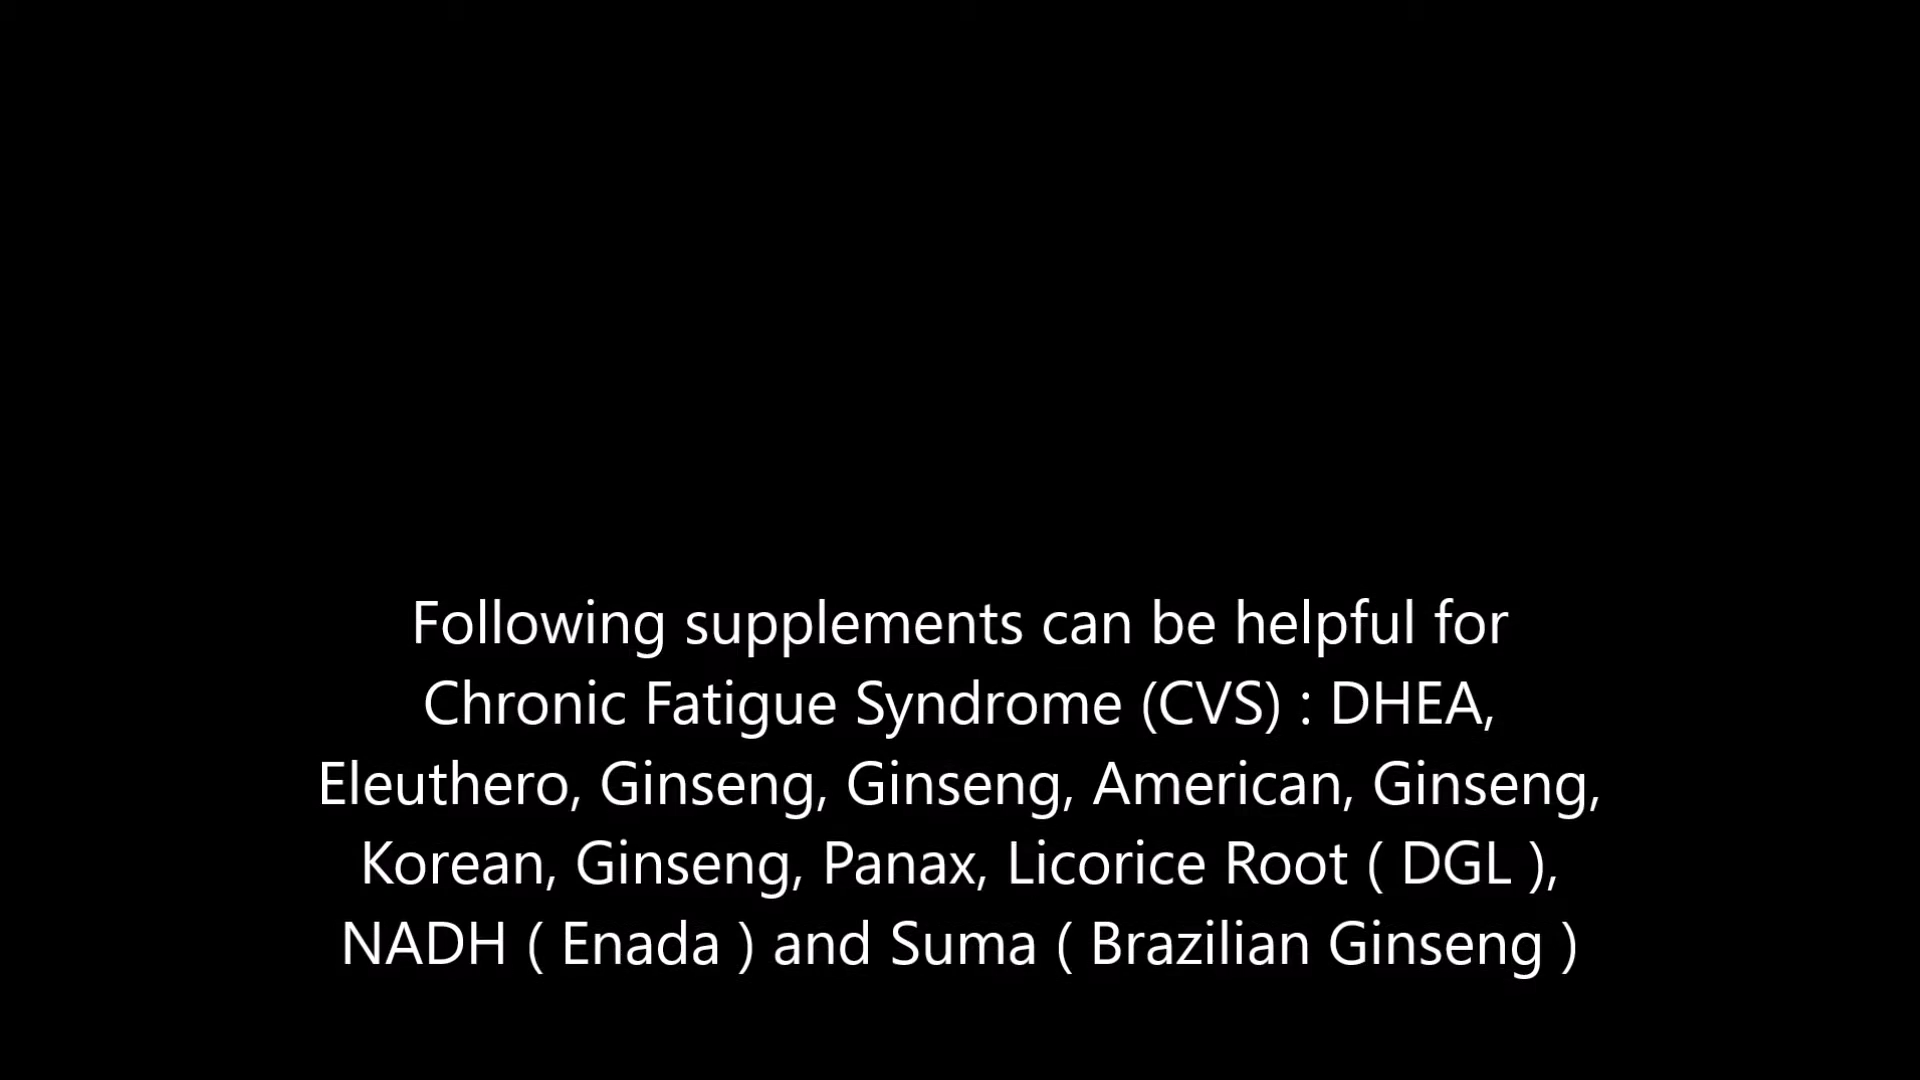 Following supplements can be helpful for
Chronic Fatigue Syndrome (CVS) : DHEA,
Eleuthero, Ginseng, Ginseng, American, Ginseng,
Korean, Ginseng, Panax, Licorice Root ( DGL ),
NADH ( Enada ) and Suma ( Brazilian Ginseng )